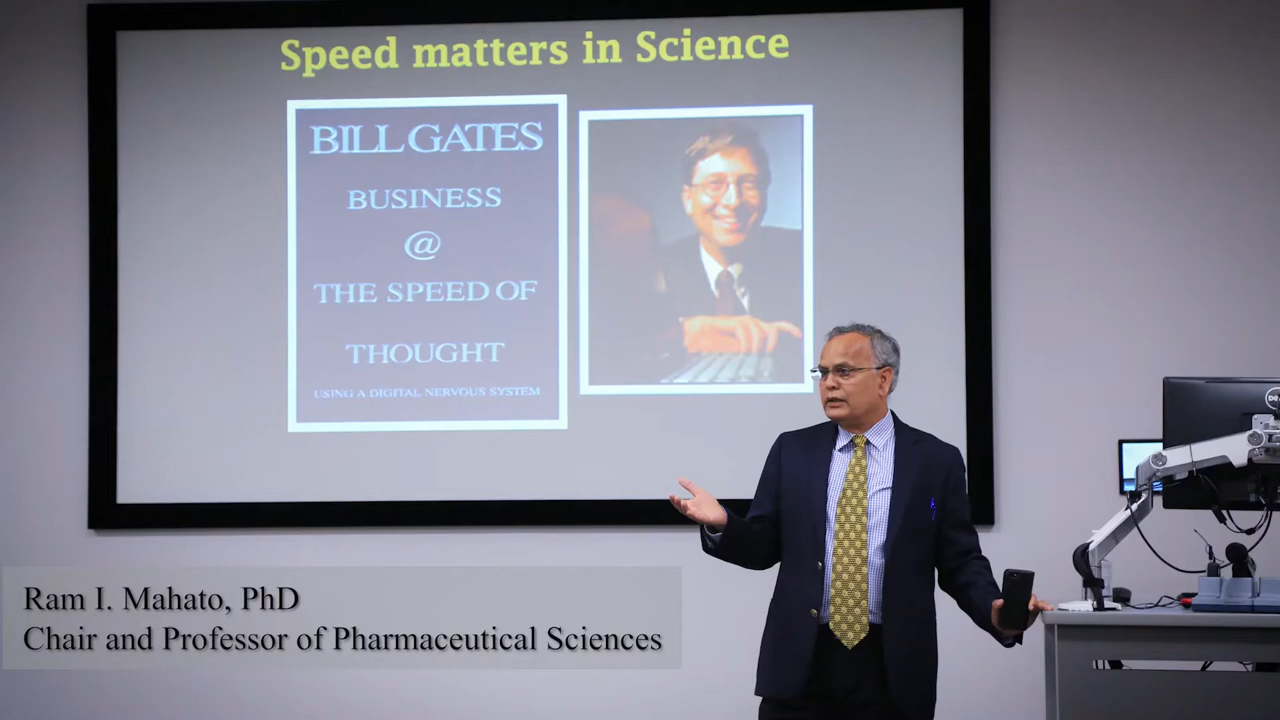 Speed matters in Science
BILL GATES
BUSINESS
@
THE SPEED OF
THOUGHT
USING A DIGITAL NERVOUS SYSTEM
Ram I. Mahato, PhD
Chair and Professor of Pharmaceutical Sciences